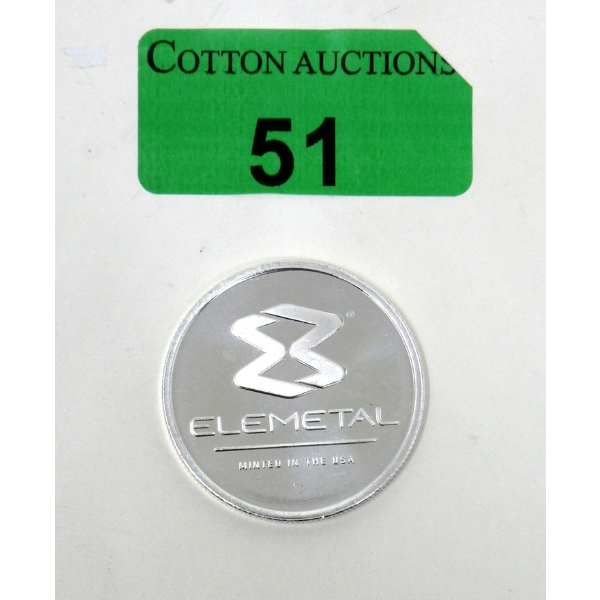 COTTON AUCTIONS
51
®
ELEMETAL
MINTED IN THE USA